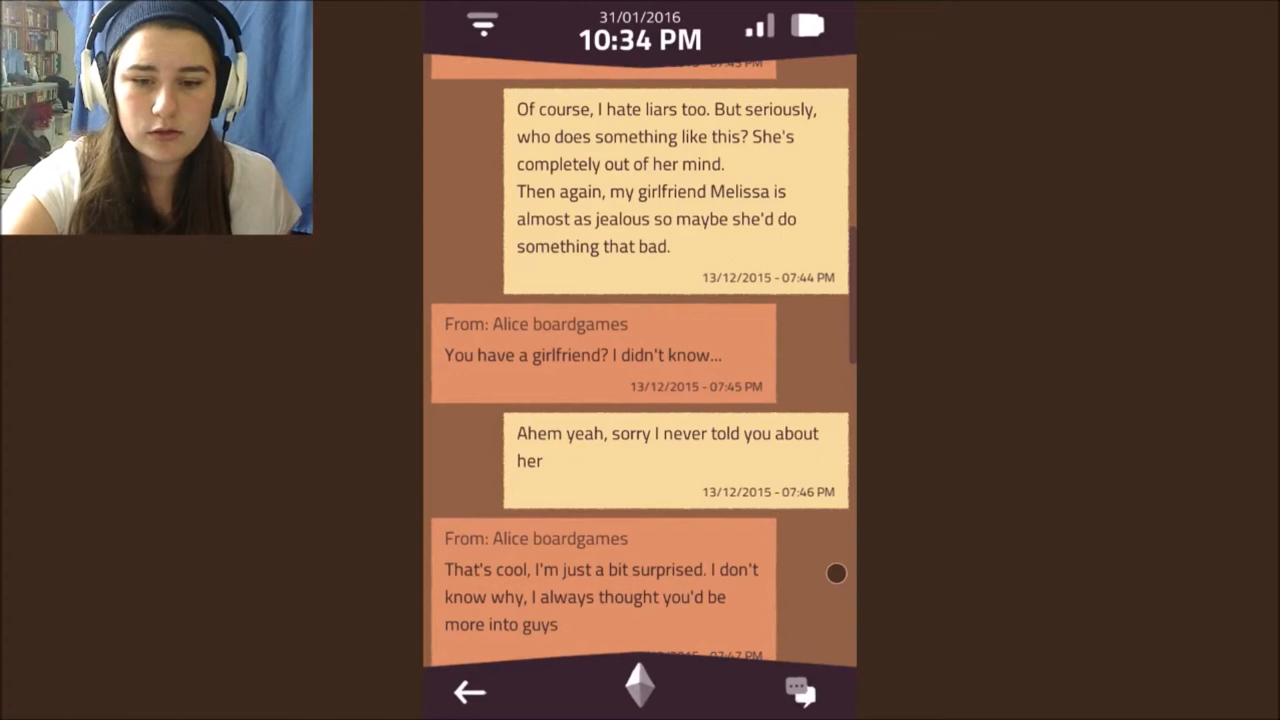 31/01/2016
10:34 PM
Of course, I hate liars too. But seriously,
who does something like this? She's
completely out of her mind.
Then again, my girlfriend Melissa is
almost as jealous so maybe she'd do
something that bad.
13/12/2015 - 07:44 PM
From: Alice boardgames
You have a girlfriend? I didn't know...
13/12/2015 - 07:45 PM
Ahem yeah, sorry I never told you about
her
13/12/2015 - 07:46 PM
From: Alice boardgames
That's cool, I'm just a bit surprised. I don't
know why, I always thought you'd be
more into guys
07:47 PM